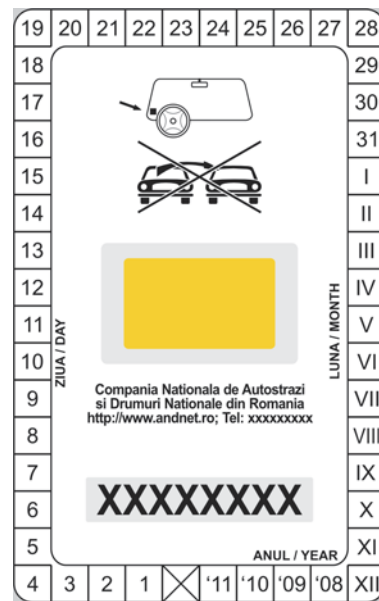 19 20 21 22 23 24 25 26 27 28
18 29
17 30
16 31
15 I
14 II
13 III
12 IV
11 V
10 VI
9 VII
8 VIII
7 IX
6 X
5 XI
4 3 2 1 '11 '10 '09 '08 XII
ZIUA / DAY
LUNA / MONTH
Compania Nationala de Autostrazi
si Drumuri Nationale din Romania
http://www.andnet.ro; Tel: xxxxxxxxx
XXXXXXXX
ANUL / YEAR